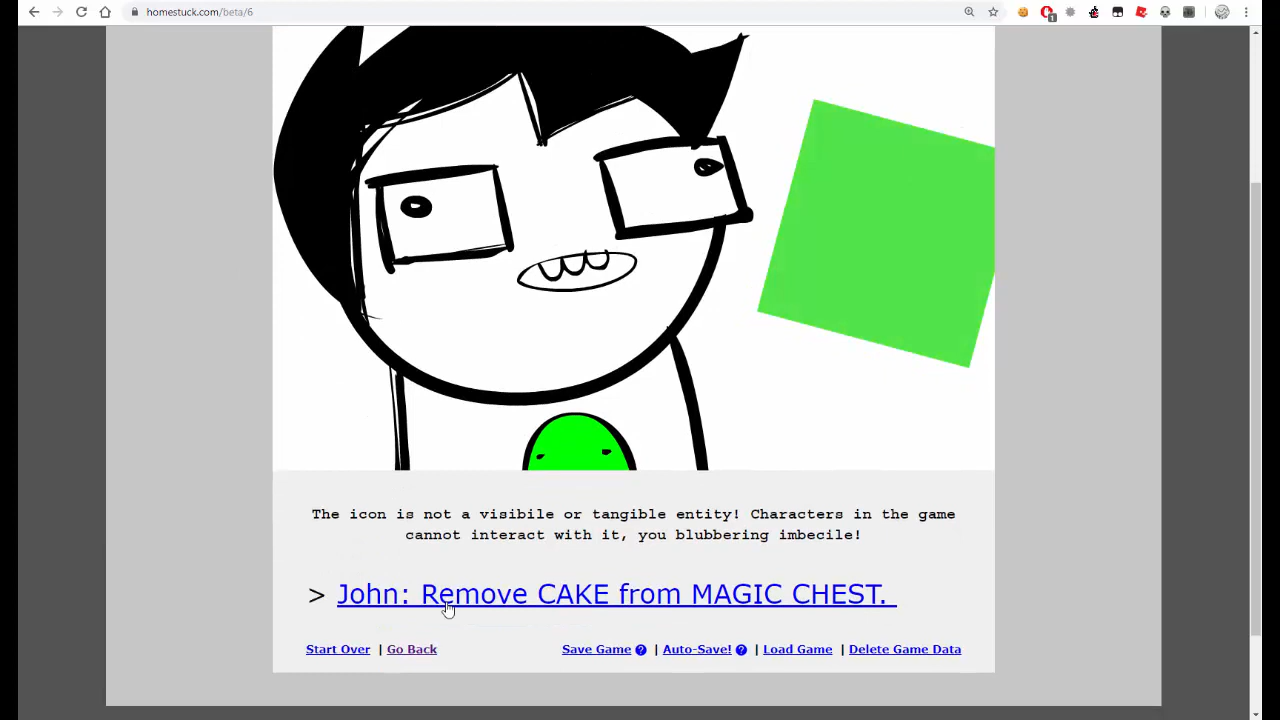 homestuck.com/beta/6
1
The icon is not a visibile or tangible entity! Characters in the game
cannot interact with it, you blubbering imbecile!
> John: Remove CAKE from MAGIC CHEST.
Start Over | Go Back Save Game ? | Auto-Save! ? | Load Game | Delete Game Data